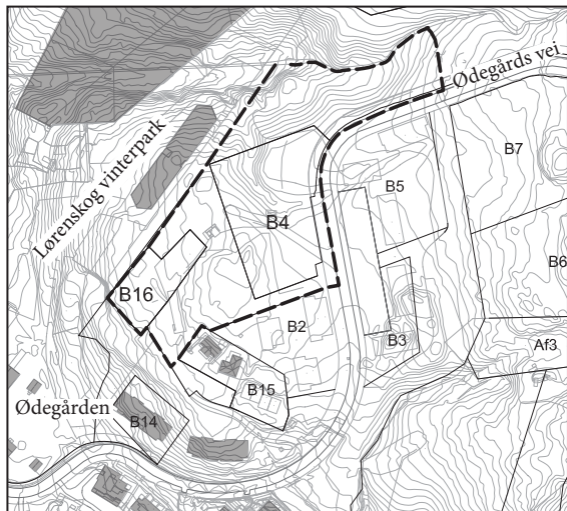 Ødegårds vei
Lørenskog vinterpark
B7
B5
B4
B6
B16
B2
B3
Af3
B15
Ødegården
B14